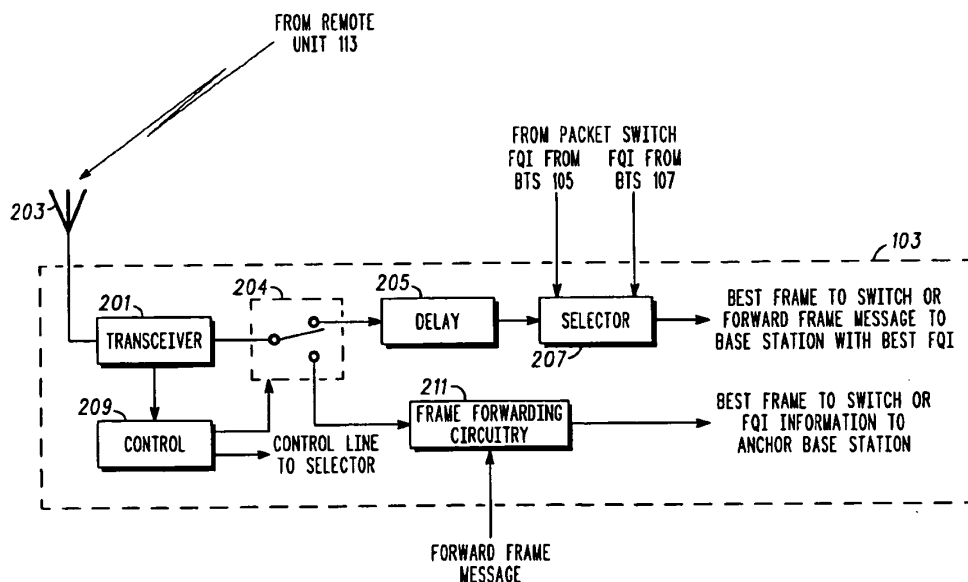 FROM REMOTE
UNIT 113
FROM PACKET SWITCH
FQI FROM
BTS 105
FQI FROM
BTS 107
203
103
204
205
201
TRANSCEIVER
DELAY
SELECTOR
207
BEST FRAME TO SWITCH OR
FORWARD FRAME MESSAGE TO
BASE STATION WITH BEST FQI
209
CONTROL
CONTROL LINE
TO SELECTOR
211
FRAME FORWARDING
CIRCUITRY
BEST FRAME TO SWITCH OR
FQI INFORMATION TO
ANCHOR BASE STATION
FORWARD FRAME
MESSAGE